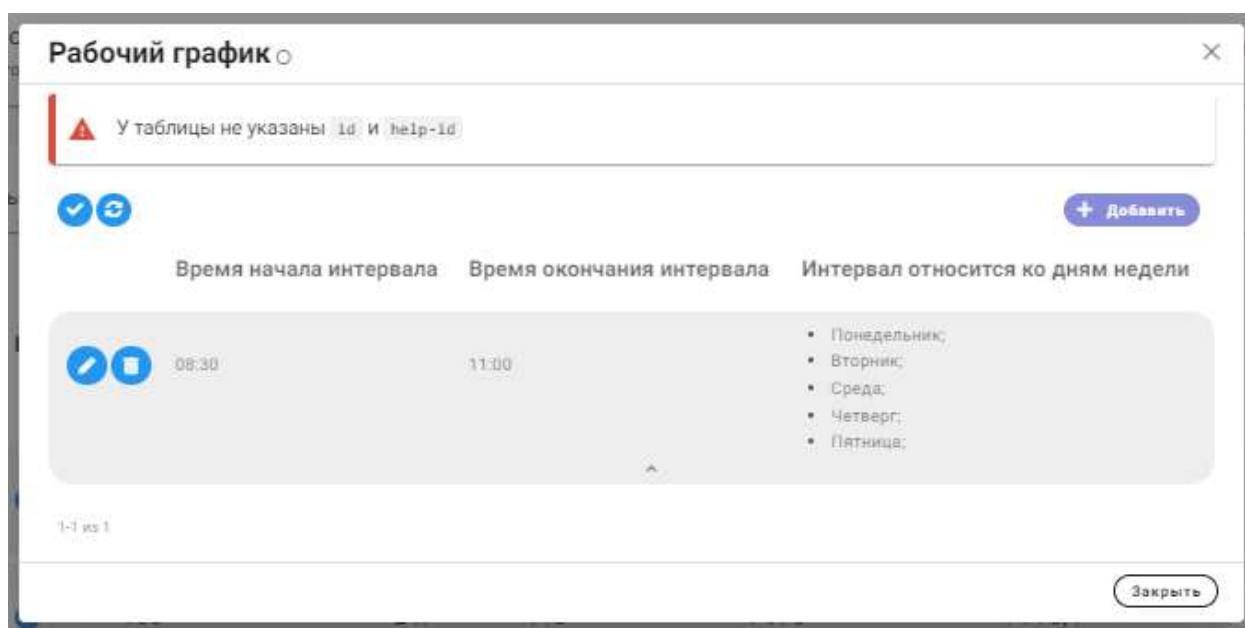 Рабочий график
У таблицы не указаны id и help-id
+ Добавить
Время начала интервала Время окончания интервала Интервал относится ко дням недели
• Понедельник;
08:30 11:00
• Вторник;
• Среда;
• Четверг;
• Пятница;
1-1 из 1
Закрыть